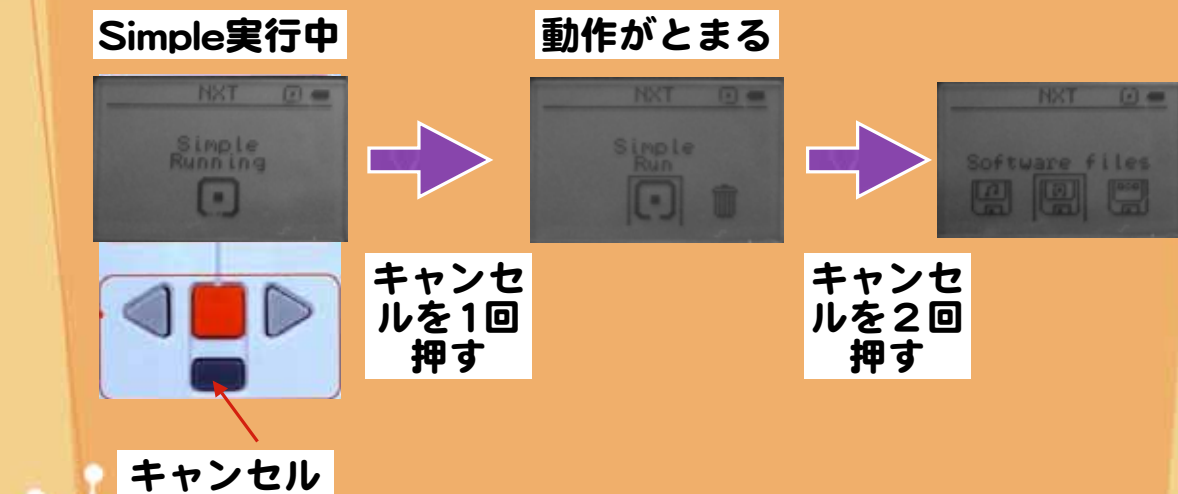 Simple実行中
動作がとまる
NXT
Simple
Running
NXT
Simple
Run
NXT
Software files
キャンセ
ルを1回
押す
キャンセ
ルを２回
押す
キャンセル